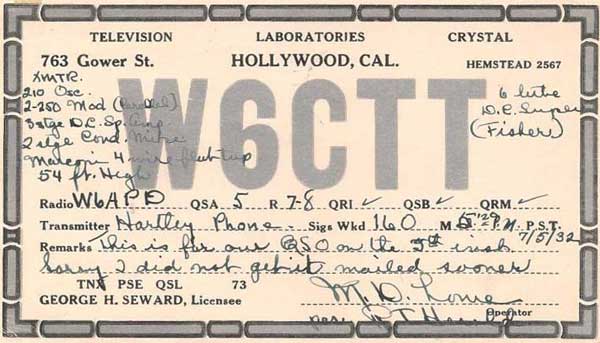 TELEVISION LABORATORIES CRYSTAL
763 Gower St. HOLLYWOOD, CAL. HEMSTEAD 2567
W6CTT
XMTR.
210 Osc.
2-250 Mod (Parallel)
3 stge D.C. Sp. Amp
2 stge Cond. Mike
Marconi 4 wire flat top
54 ft. High
6 tube
D.C. Super
(Fisher)
Radio W6APD QSA 5 R 7-8 QRI ✓ QSB ✓ QRM ✓
Transmitter Hartley Phone. Sigs Wkd 160 M P.S.T.
7/5/32
Remarks This is for our QSO on the 5th inst
Sorry I did not get it mailed sooner
TNX PSE QSL 73
GEORGE H. SEWARD, Licensee M. D.
Operator